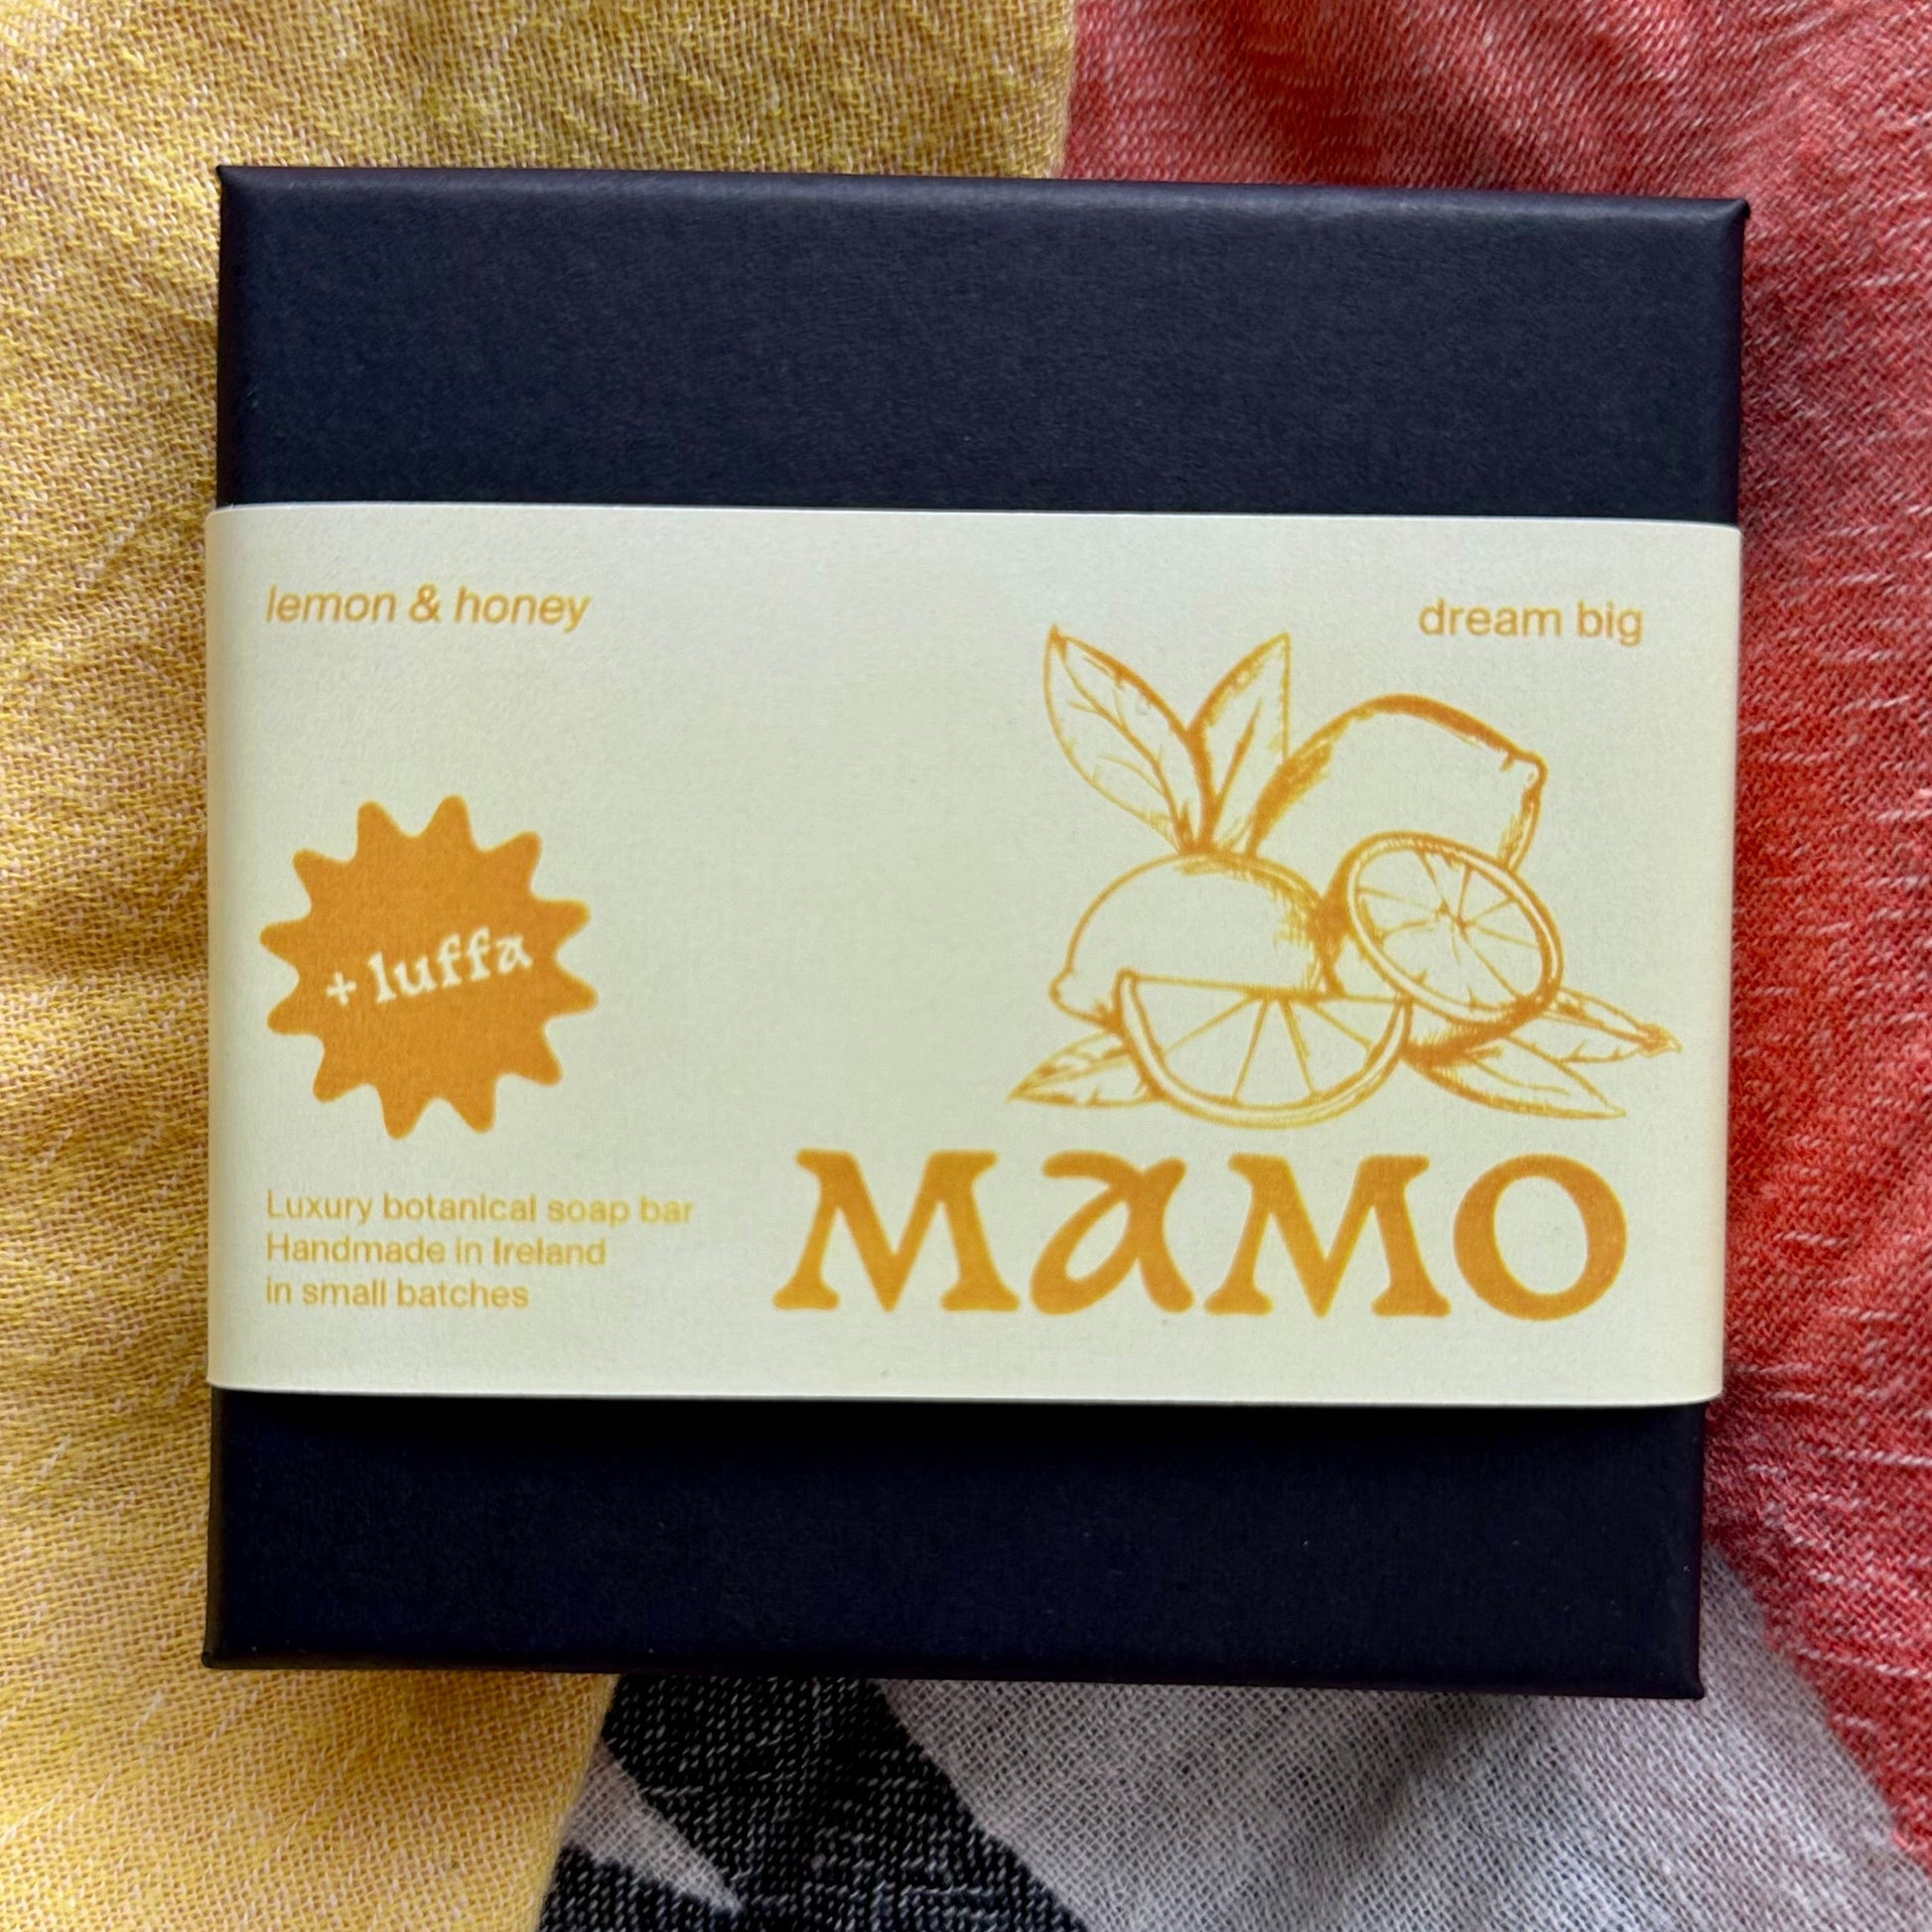 lemon & honey
dream big
+ luffa
Luxury botanical soap bar
Handmade in Ireland
in small batches
MaMO